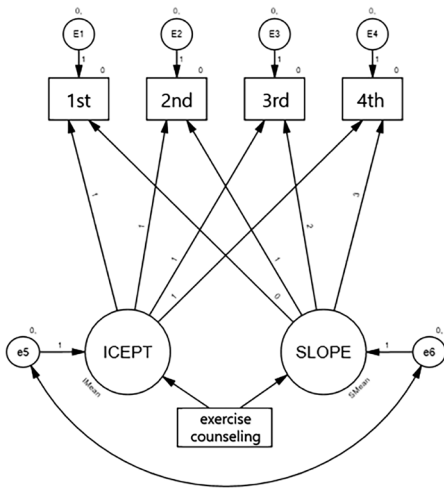 0, 0, 0, 0,
E1 E2 E3 E4
1 0 1 0 1 0 1 0
1st 2nd 3rd 4th
1 1 1 1 0 1 2 3
0, 0,
e5 1 ICEPT SLOPE 1 e6
IMean SMean
exercise
counseling